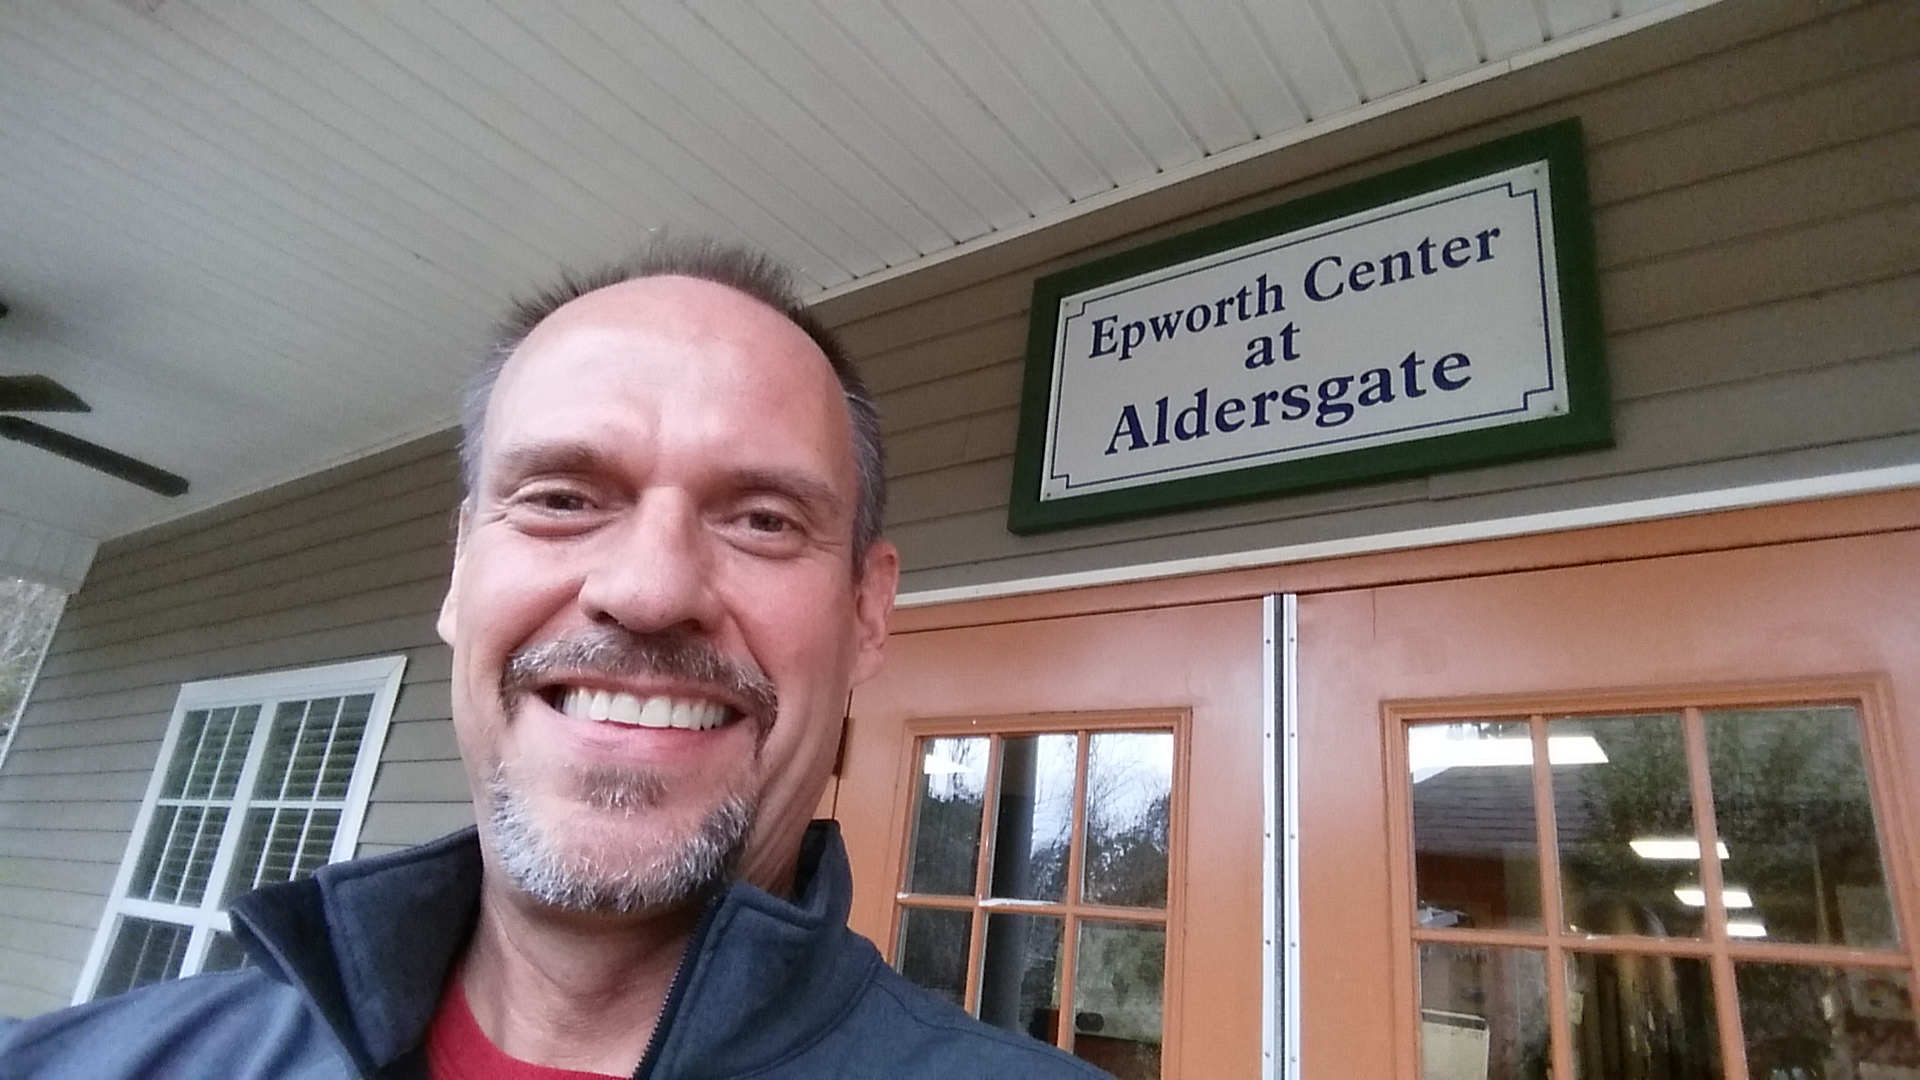 Epworth Center
at
Aldersgate